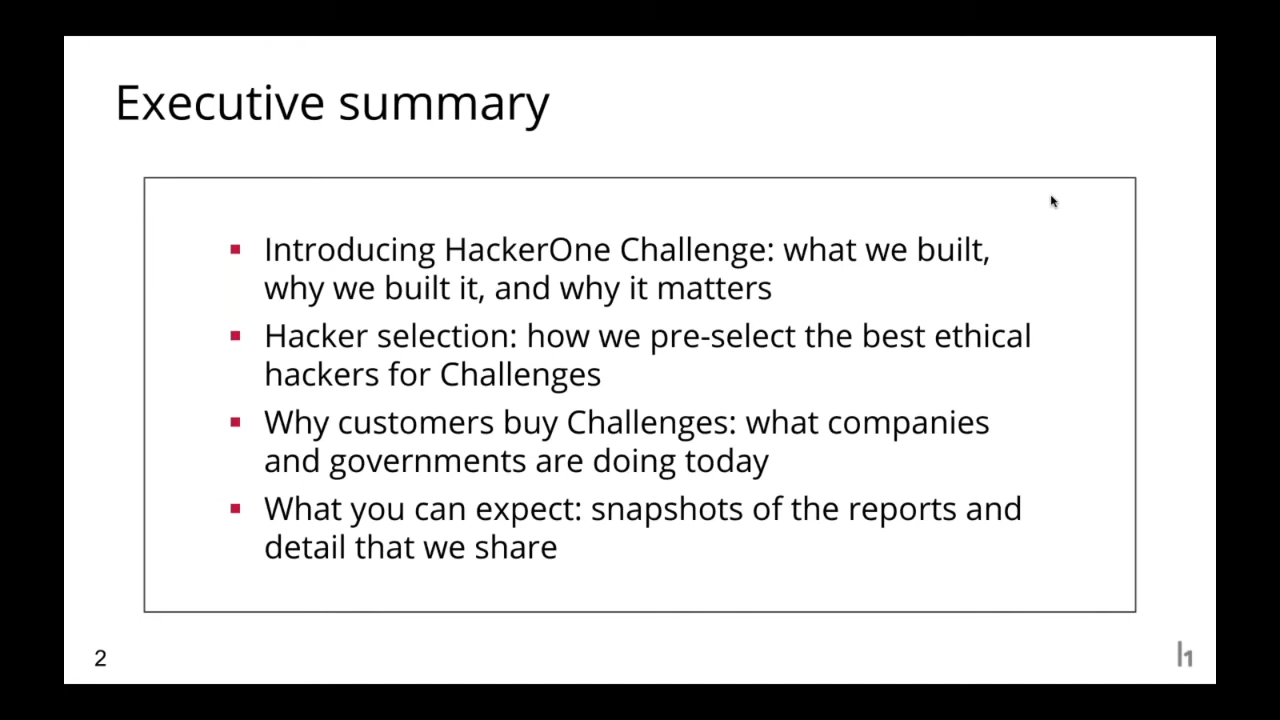 Executive summary
▪ Introducing HackerOne Challenge: what we built,
why we built it, and why it matters
▪ Hacker selection: how we pre-select the best ethical
hackers for Challenges
▪ Why customers buy Challenges: what companies
and governments are doing today
▪ What you can expect: snapshots of the reports and
detail that we share
2
l1